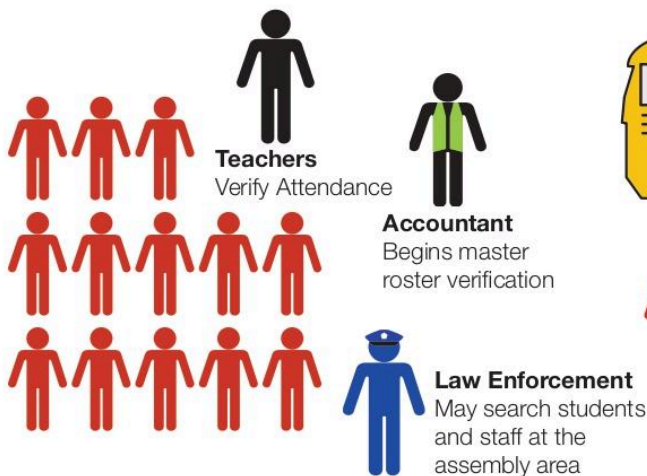 Teachers
Verify Attendance
Accountant
Begins master
roster verification
Law Enforcement
May search students
and staff at the
assembly area